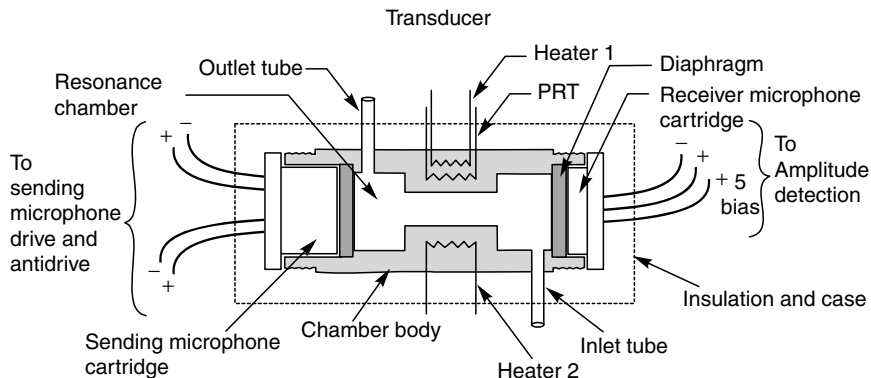 Transducer
Heater 1
Outlet tube
Diaphragm
Resonance
chamber
PRT
Receiver microphone
cartridge
− 
+
To
sending
microphone
drive and
antidrive
−
+
−
+
+ 5
bias
To
Amplitude
detection
Insulation and case
Chamber body
Inlet tube
Sending microphone
cartridge
Heater 2